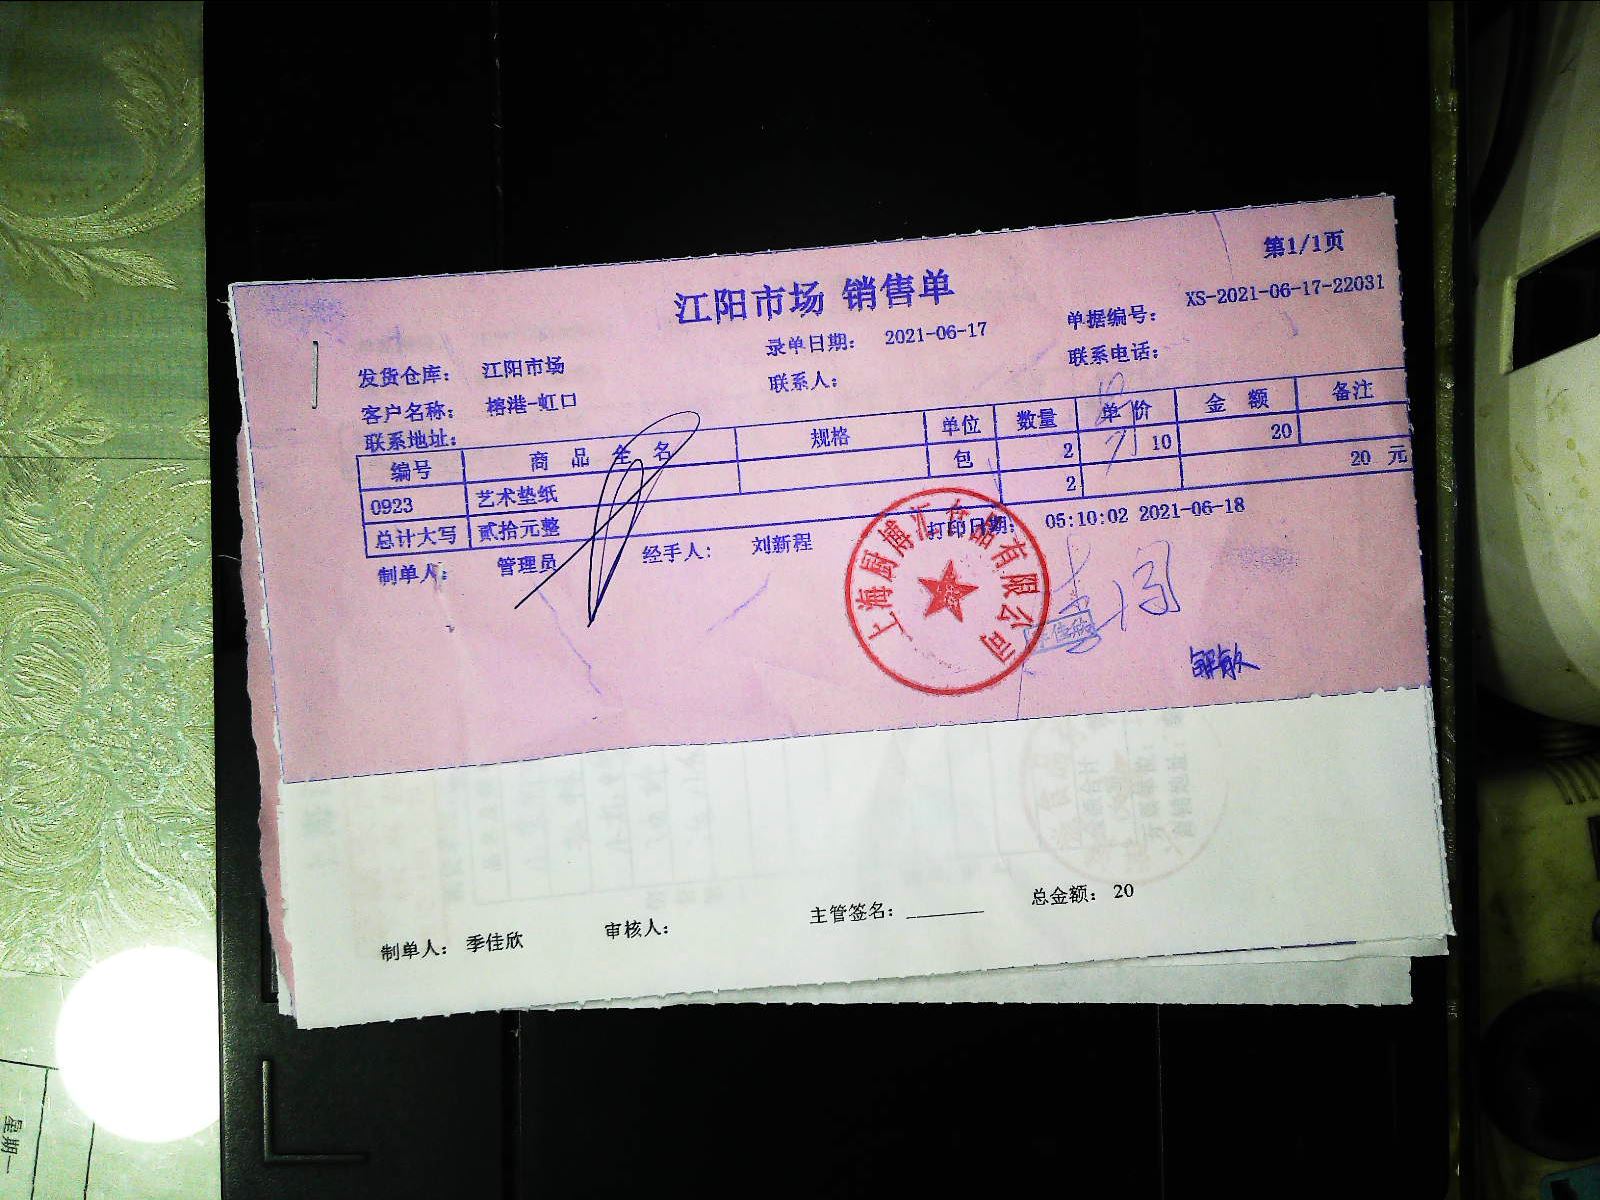 第1/1页
江阳市场 销售单
发货仓库： 江阳市场 录单日期： 2021-06-17 单据编号： XS-2021-06-17-22031
客户名称： 榕港-虹口 联系人： 联系电话：
联系地址：
编号 商品全名 规格 单位 数量 单价 金额 备注
0923 艺术垫纸 包 2 10 20
总计大写 贰拾元整 2 20 元
制单人： 管理员 经手人： 刘新程 打印日期： 05:10:02 2021-06-18
上海厨博汇食品有限公司
制单人： 季佳欣 审核人： 主管签名： 总金额： 20
星期一